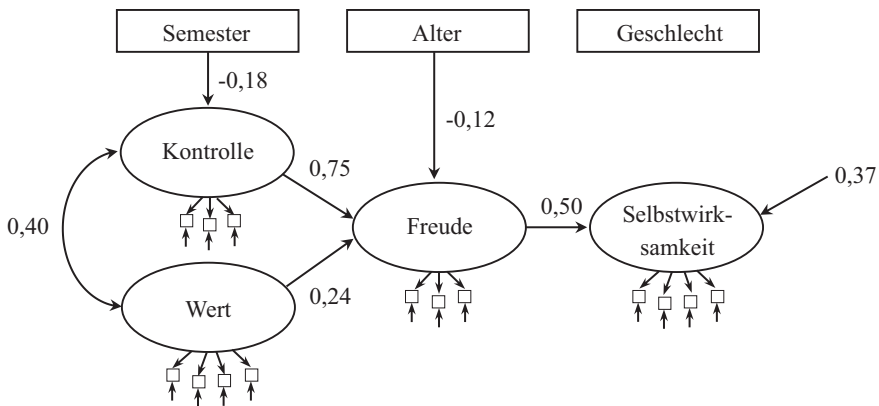 Semester
Alter
Geschlecht
-0,18
-0,12
Kontrolle
0,75
0,37
0,40
Freude
0,50
Selbstwirk-
samkeit
Wert
0,24